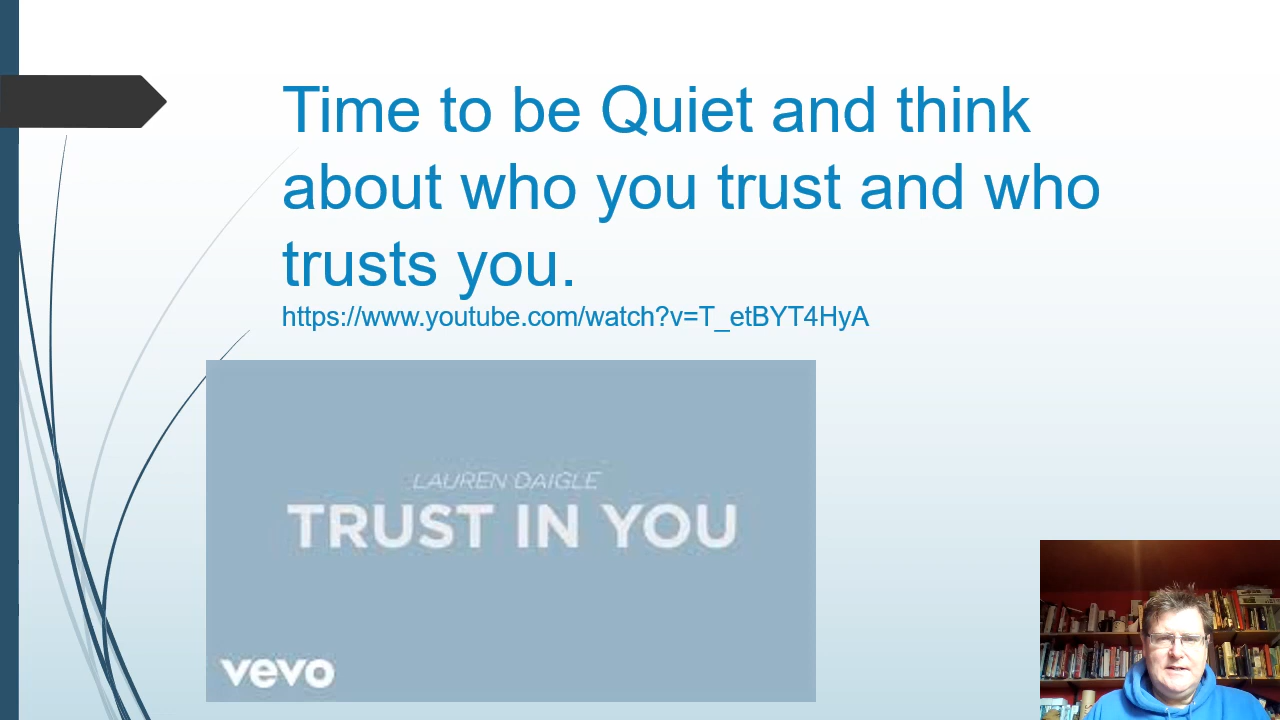 Time to be Quiet and think
about who you trust and who
trusts you.
https://www.youtube.com/watch?v=T_etBYT4HyA
LAUREN DAIGLE
TRUST IN YOU
vevo